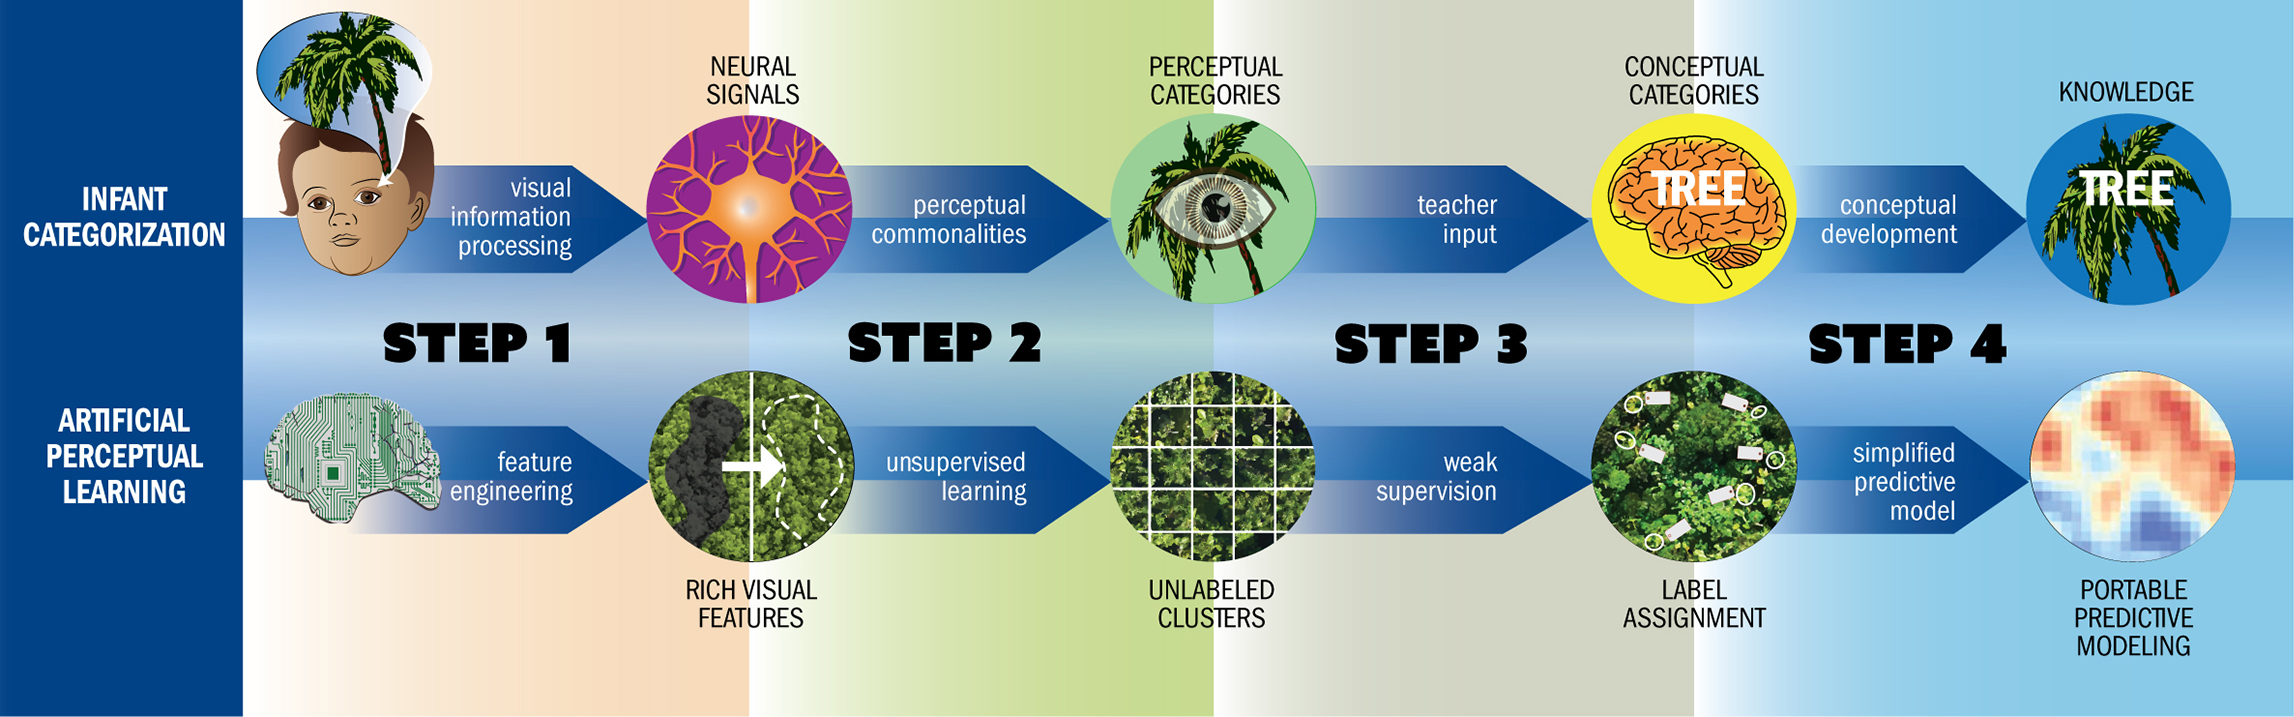 INFANT
CATEGORIZATION
visual
information
processing
NEURAL
SIGNALS
perceptual
commonalities
PERCEPTUAL
CATEGORIES
teacher
input
CONCEPTUAL
CATEGORIES
TREE
conceptual
development
KNOWLEDGE
TREE
STEP 1
STEP 2
STEP 3
STEP 4
ARTIFICIAL
PERCEPTUAL
LEARNING
feature
engineering
RICH VISUAL
FEATURES
unsupervised
learning
UNLABELED
CLUSTERS
weak
supervision
LABEL
ASSIGNMENT
simplified
predictive
model
PORTABLE
PREDICTIVE
MODELING